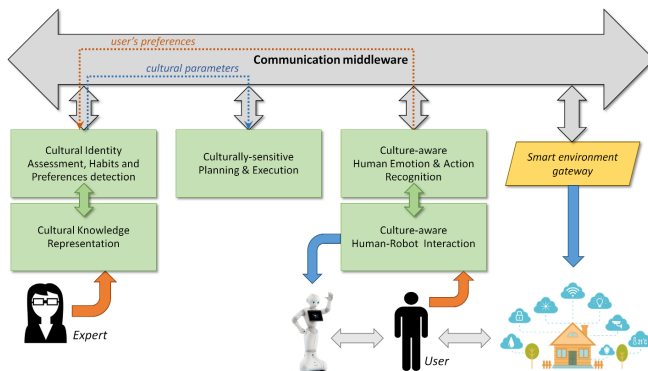 user's preferences
Communication middleware
cultural parameters
Cultural Identity
Assessment, Habits and
Preferences detection
Culturally-sensitive
Planning & Execution
Culture-aware
Human Emotion & Action
Recognition
Smart environment
gateway
Cultural Knowledge
Representation
Culture-aware
Human-Robot Interaction
Expert
User